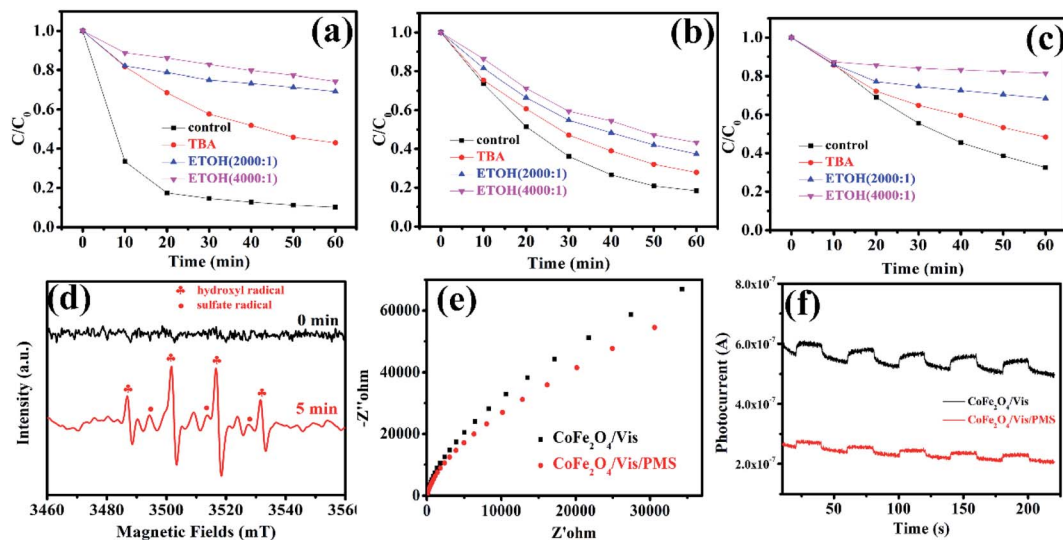 (a)
C/C0
1.0
0.8
0.6
0.4
0.2
0.0
control
TBA
ETOH(2000:1)
ETOH(4000:1)
0 10 20 30 40 50 60
Time (min)
(b)
C/C0
1.0
0.8
0.6
0.4
0.2
0.0
control
TBA
ETOH(2000:1)
ETOH(4000:1)
0 10 20 30 40 50 60
Time (min)
(c)
C/C0
1.0
0.8
0.6
0.4
0.2
0.0
control
TBA
ETOH(2000:1)
ETOH(4000:1)
0 10 20 30 40 50 60
Time (min)
(d)
Intensity (a.u.)
♣ hydroxyl radical
• sulfate radical
0 min
5 min
3460 3480 3500 3520 3540 3560
Magnetic Fields (mT)
(e)
-Z''ohm
60000
40000
20000
0
CoFe2O4/Vis
CoFe2O4/Vis/PMS
0 10000 20000 30000
Z'ohm
(f)
Photocurrent (A)
8.0x10-7
6.0x10-7
4.0x10-7
2.0x10-7
CoFe2O4/Vis
CoFe2O4/Vis/PMS
50 100 150 200
Time (s)